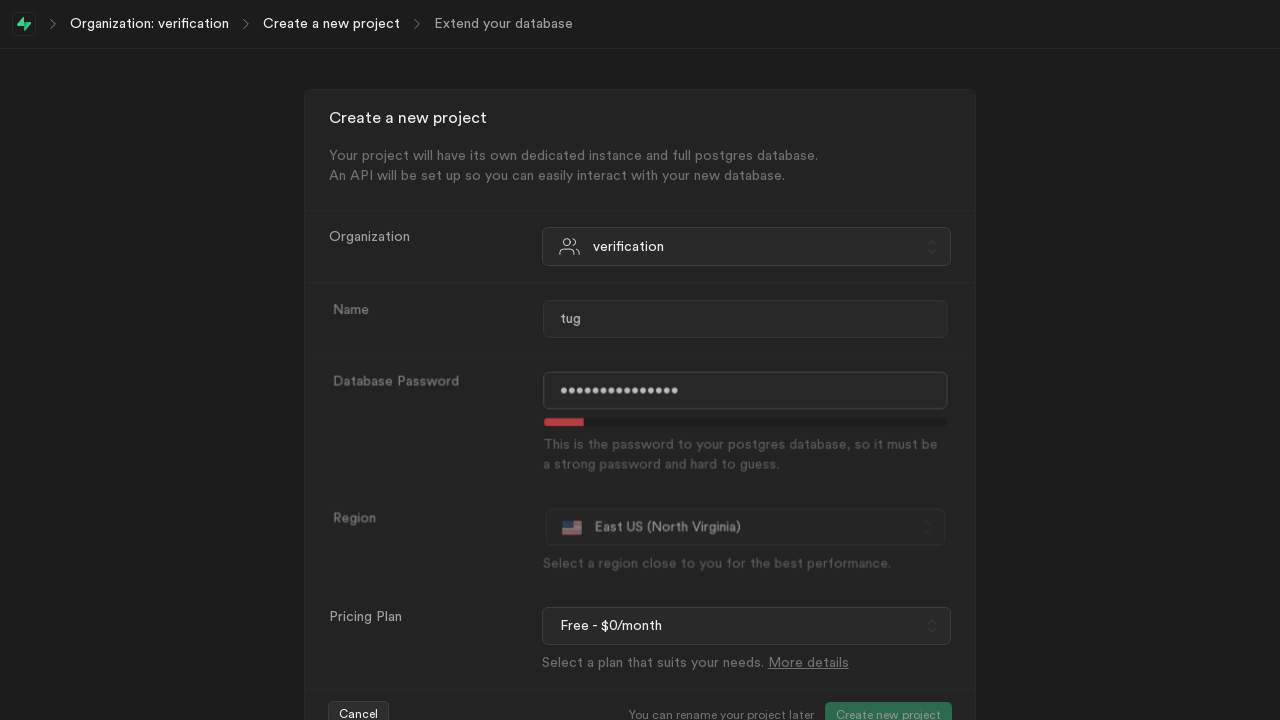 Organization: verification
Create a new project
Extend your database
Create a new project
Your project will have its own dedicated instance and full postgres database.
An API will be set up so you can easily interact with your new database.
Organization
verification
Name
tug
Database Password
•••••••••••••••
This is the password to your postgres database, so it must be
a strong password and hard to guess.
Region
East US (North Virginia)
Select a region close to you for the best performance.
Pricing Plan
Free - $0/month
Select a plan that suits your needs. More details
Cancel
You can rename your project later
Create new project